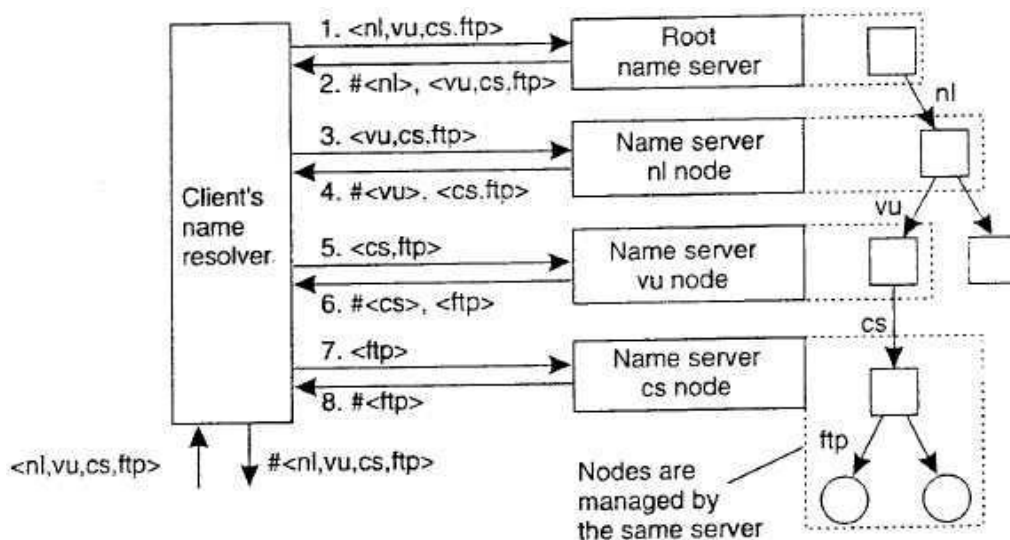 1. <nl,vu,cs.ftp>
2. #<nl>, <vu,cs.ftp>
Root
name server
nl
3. <vu,cs.ftp>
4. #<vu>. <cs.ftp>
Name server
nl node
vu
Client's
name
resolver
5. <cs,ftp>
6. #<cs>, <ftp>
Name server
vu node
cs
7. <ftp>
8. #<ftp>
Name server
cs node
ftp
<nl,vu,cs,ftp>
#<nl,vu,cs,ftp>
Nodes are
managed by
the same server